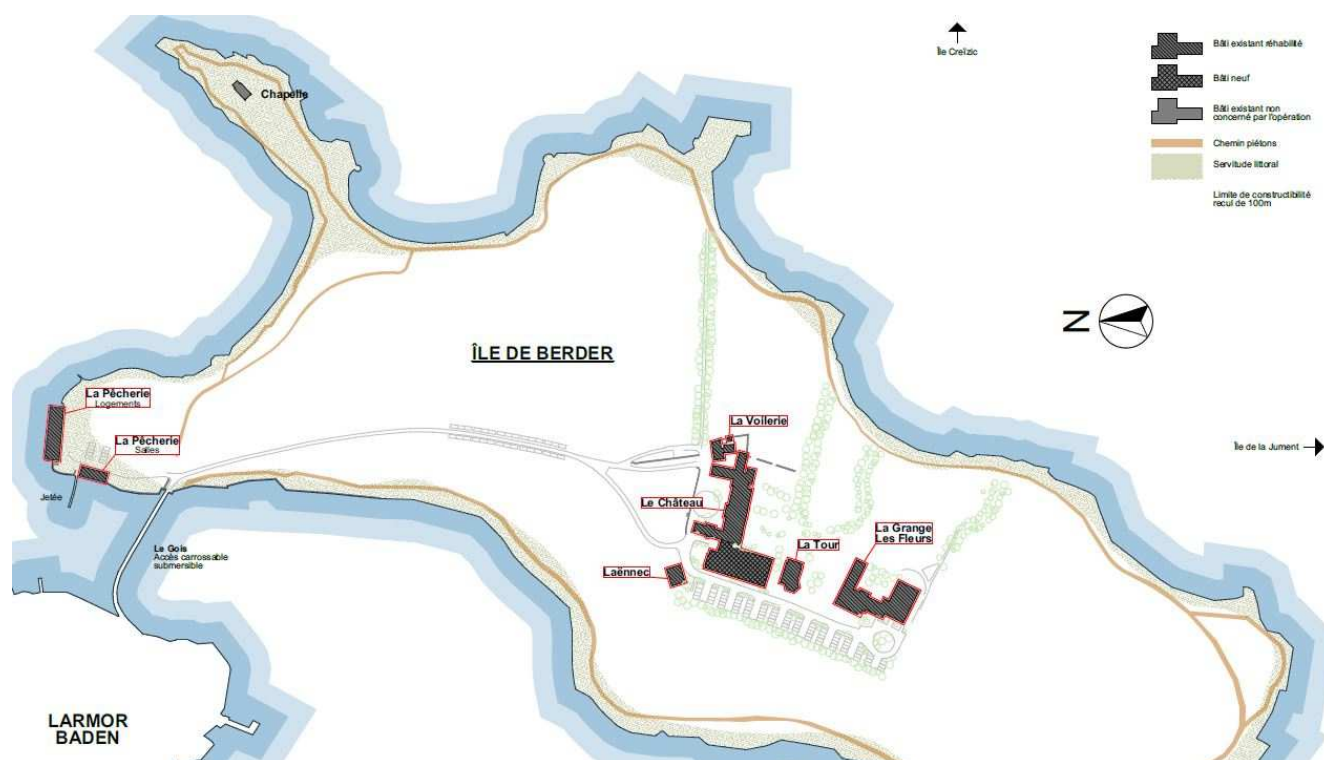 Île Creïzic
Bâti existant réhabilité
Bâti neuf
Bâti existant non
concerné par l'opération
Chemin piétons
Servitude littoral
Limite de constructibilité
recul de 100m
Chapelle
N
ÎLE DE BERDER
La Pêcherie
Logements
La Pêcherie
Salles
Jetée
Le Gois
Accès carrossable
submersible
La Voilerie
Le Château
La Tour
La Grange
Les Fleurs
Laënnec
Île de la Jument
LARMOR
BADEN